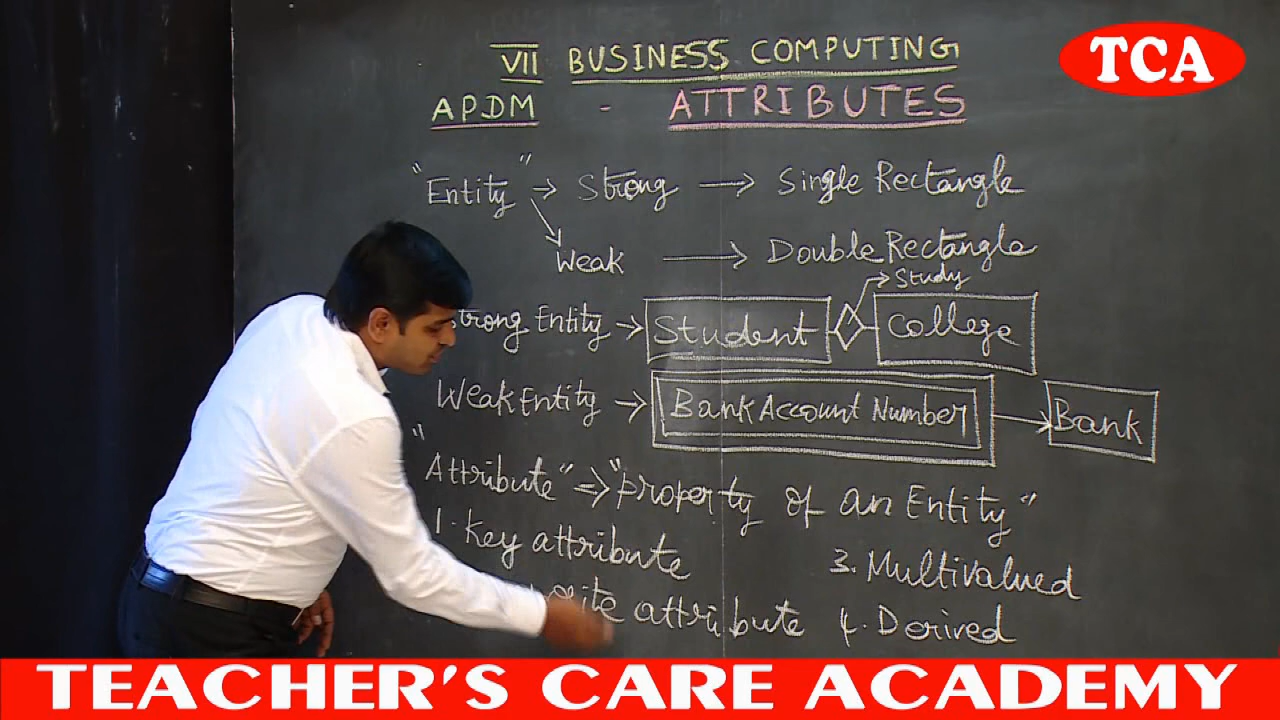 TCA
VII BUSINESS COMPUTING
APDM - ATTRIBUTES
"Entity" → Strong → Single Rectangle
Weak → Double Rectangle
Study
Strong Entity → Student College
Weak Entity → Bank Account Number → Bank
"Attribute" => "property of an Entity"
1. Key attribute 3. Multivalued
attribute 4. Derived
TEACHER'S CARE ACADEMY